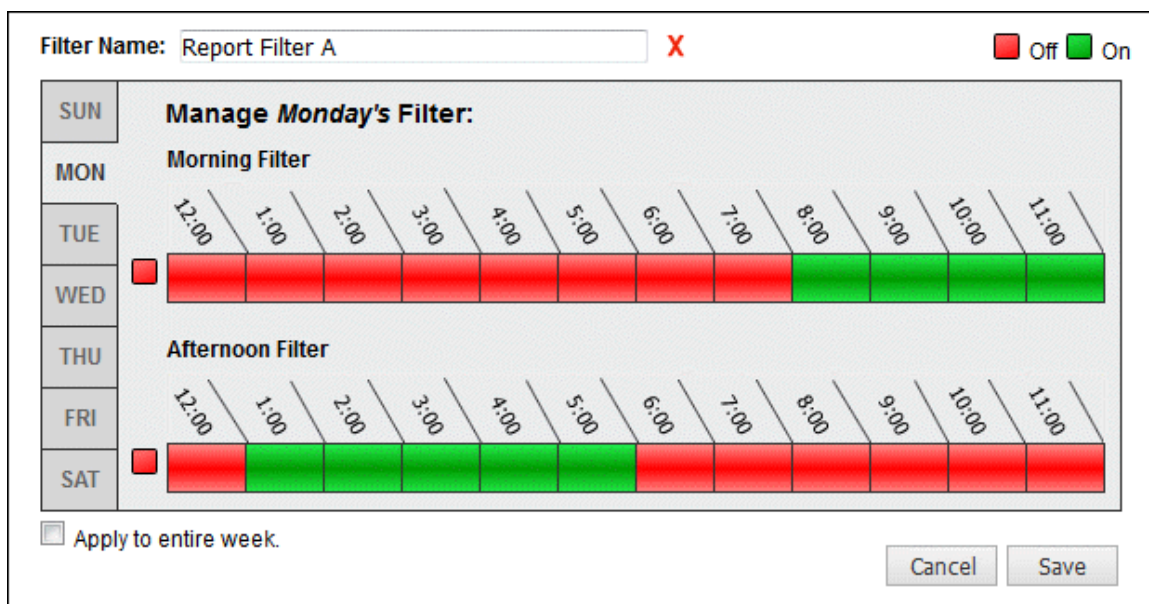 Filter Name: Report Filter A X Off On
SUN
MON
TUE
WED
THU
FRI
SAT
Manage Monday's Filter:
Morning Filter
12:00 1:00 2:00 3:00 4:00 5:00 6:00 7:00 8:00 9:00 10:00 11:00
Afternoon Filter
12:00 1:00 2:00 3:00 4:00 5:00 6:00 7:00 8:00 9:00 10:00 11:00
Apply to entire week.
Cancel Save